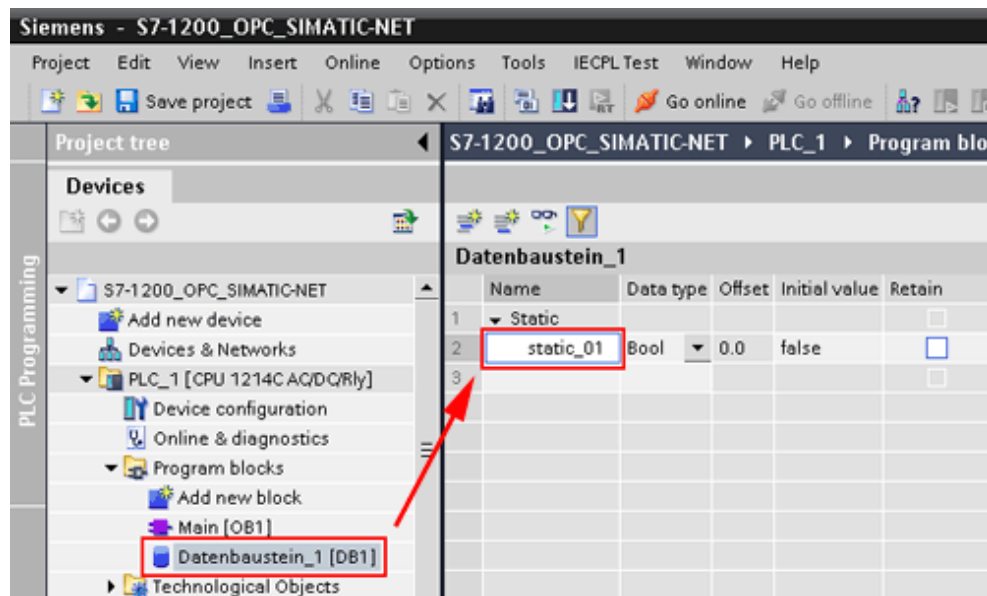 Siemens - S7-1200_OPC_SIMATIC-NET
Project Edit View Insert Online Options Tools IECPL Test Window Help
Save project Go online Go offline
Project tree
S7-1200_OPC_SIMATIC-NET PLC_1 Program blo
Devices
PLC Programming
S7-1200_OPC_SIMATIC-NET
Add new device
Devices & Networks
PLC_1 [CPU 1214C AC/DC/Rly]
Device configuration
Online & diagnostics
Program blocks
Add new block
Main [OB1]
Datenbaustein_1 [DB1]
Technological Objects
Datenbaustein_1
Name Data type Offset Initial value Retain
1 Static
2 static_01 Bool 0.0 false
3